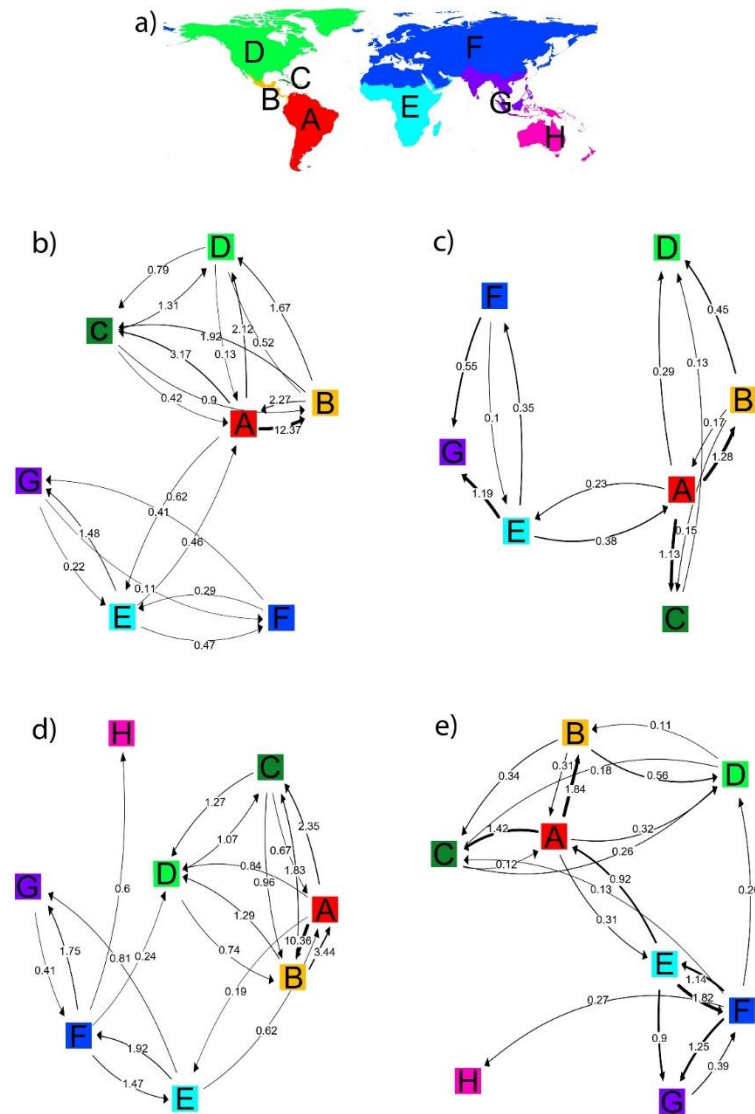 a)
D
F
C
B
E
G
A
H
b)
D
0.79
C
1.31
1.67
1.92
2.12
0.52
3.17
0.13
0.42
0.9
2.27
B
A
12.37
G
0.62
0.41
1.48
0.46
0.22
0.11
0.29
E
F
0.47
c)
D
F
0.45
0.55
0.13
0.29
0.1
0.35
B
0.17
G
1.28
1.19
0.23
A
E
0.15
0.38
1.13
C
d)
H
C
1.27
2.35
1.07
0.67
1.83
D
0.84
G
0.96
A
1.29
10.36
1.75
0.6
0.74
3.44
0.41
0.81
0.24
B
0.19
F
0.62
1.92
1.47
E
e)
B
0.11
0.34
0.31
0.18
0.56
D
1.84
1.42
A
0.32
C
0.12
0.26
0.13
0.92
0.31
E
1.14
0.27
1.82
F
0.9
1.25
H
0.39
G